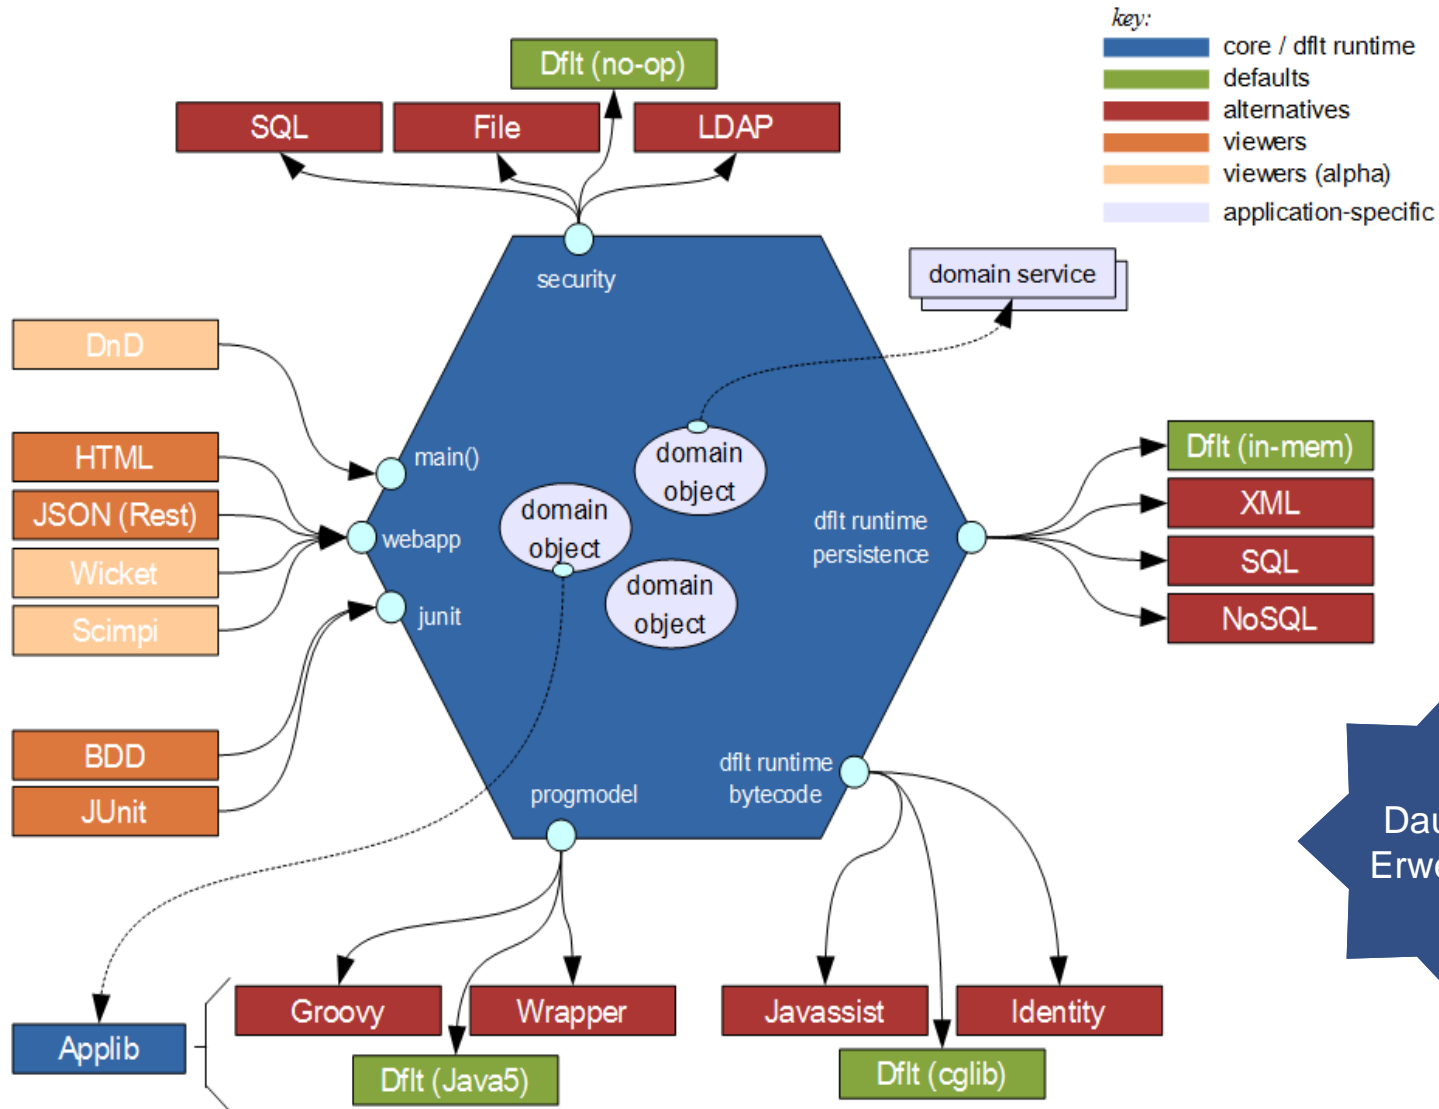 key:
core / dflt runtime
defaults
alternatives
viewers
viewers (alpha)
application-specific
Dflt (no-op)
SQL
File
LDAP
security
domain service
DnD
HTML
JSON (Rest)
Wicket
Scimpi
BDD
JUnit
main()
webapp
junit
domain
object
domain
object
domain
object
dflt runtime
persistence
Dflt (in-mem)
XML
SQL
NoSQL
progmodel
dflt runtime
bytecode
Applib
Groovy
Wrapper
Dflt (Java5)
Javassist
Identity
Dflt (cglib)